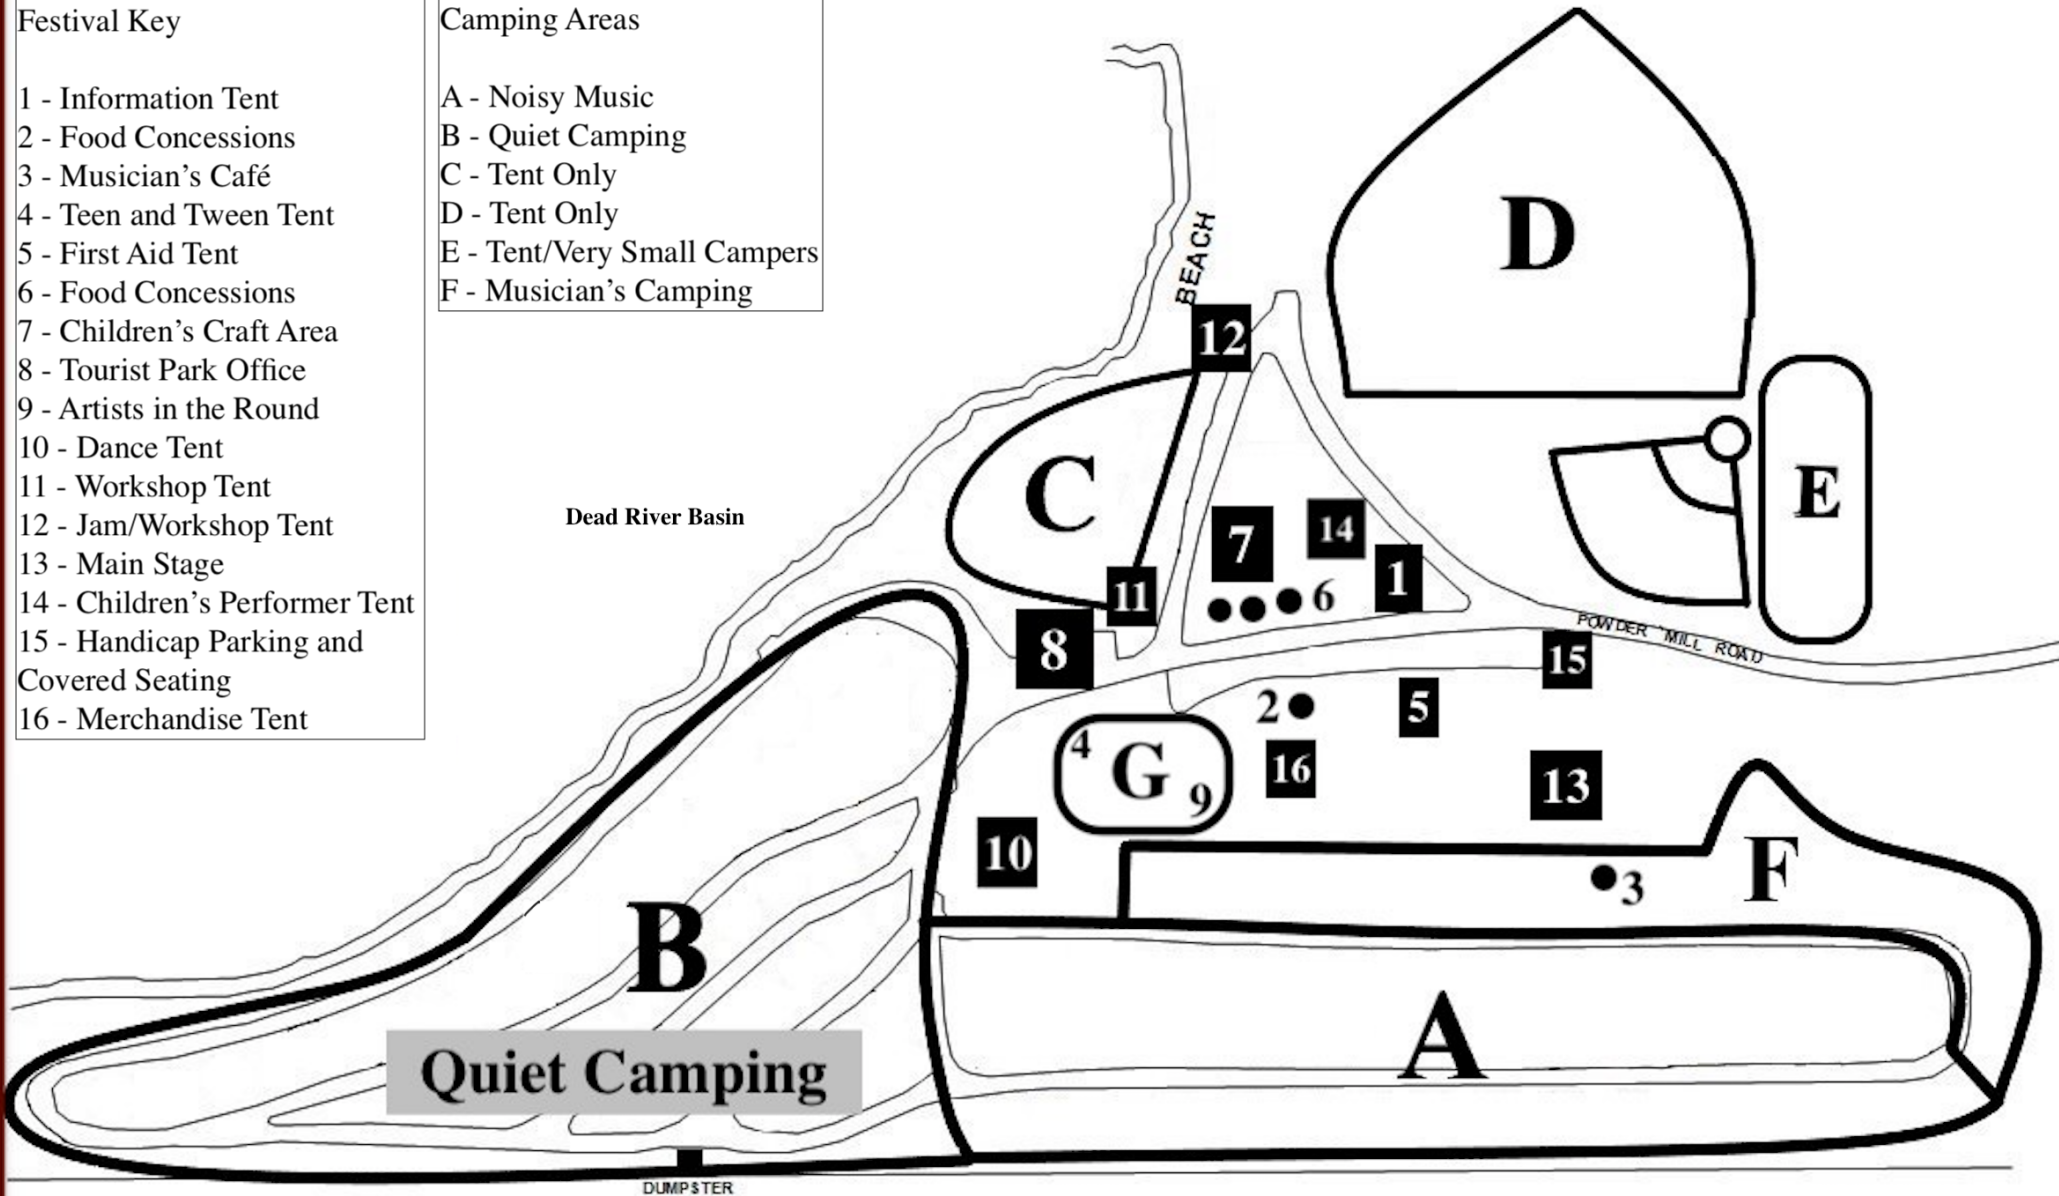 Festival Key
1 - Information Tent
2 - Food Concessions
3 - Musician's Café
4 - Teen and Tween Tent
5 - First Aid Tent
6 - Food Concessions
7 - Children's Craft Area
8 - Tourist Park Office
9 - Artists in the Round
10 - Dance Tent
11 - Workshop Tent
12 - Jam/Workshop Tent
13 - Main Stage
14 - Children's Performer Tent
15 - Handicap Parking and
Covered Seating
16 - Merchandise Tent
Camping Areas
A - Noisy Music
B - Quiet Camping
C - Tent Only
D - Tent Only
E - Tent/Very Small Campers
F - Musician's Camping
D
BEACH
12
C
E
Dead River Basin
7
14
1
11
6
8
POWDER MILL ROAD
15
2
5
4
G
9
16
13
10
F
3
B
A
Quiet Camping
DUMPSTER